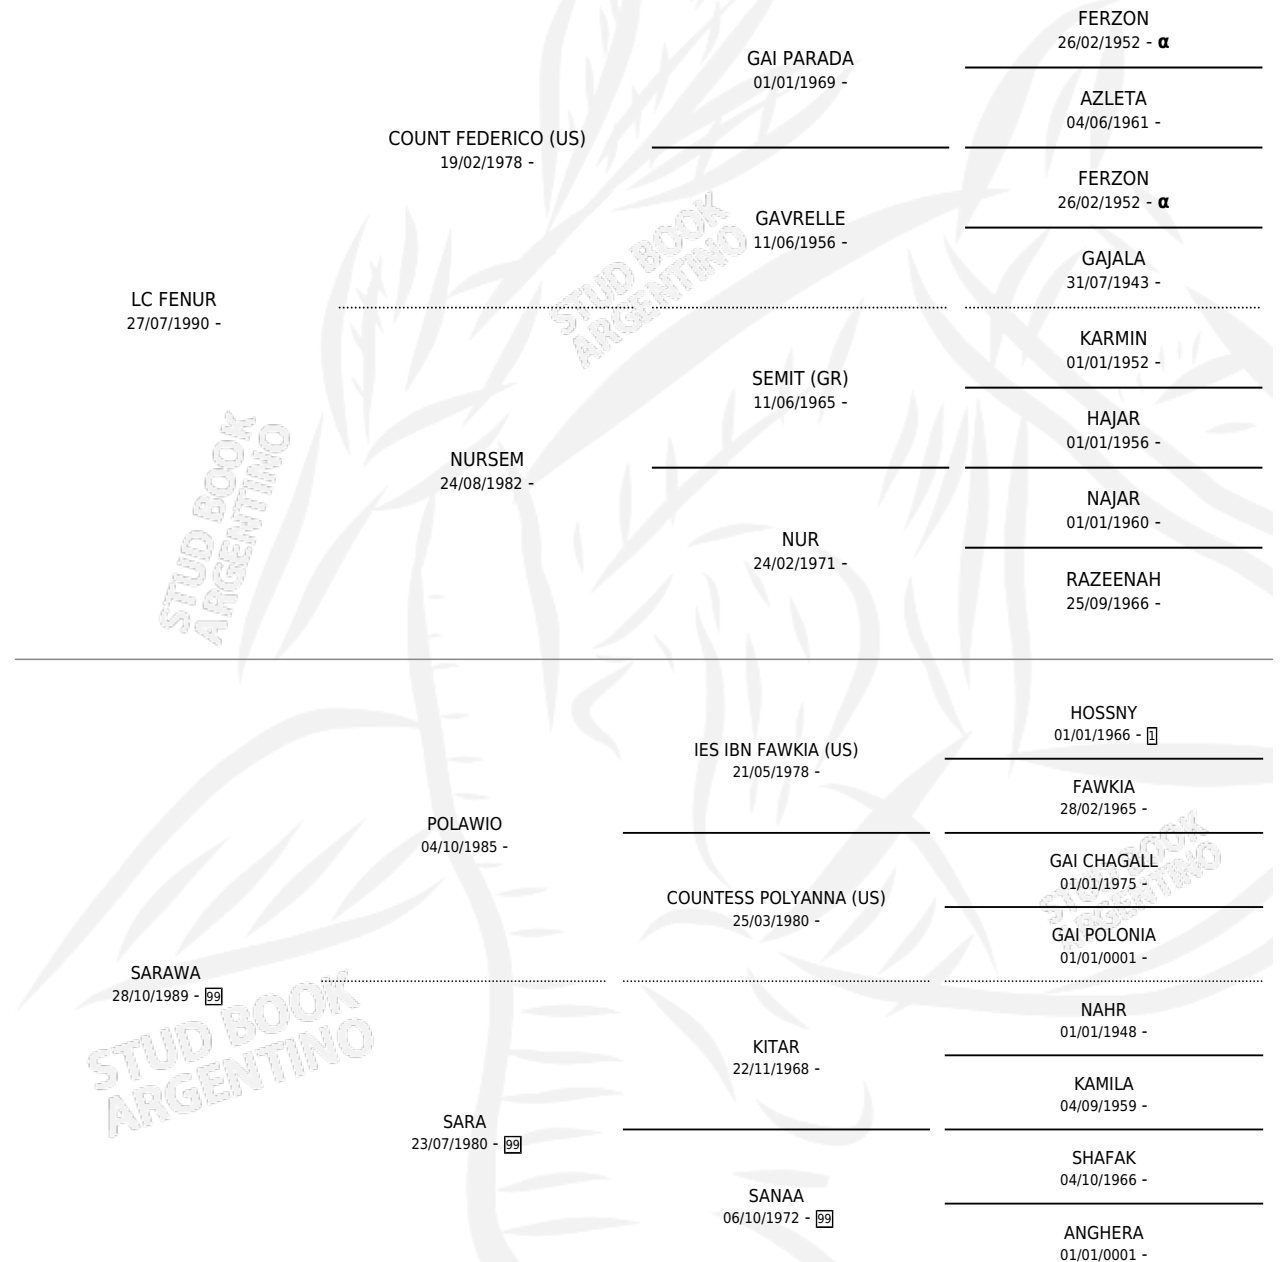 FERZON
26/02/1952 - α
GAI PARADA
01/01/1969 -
AZLETA
04/06/1961 -
COUNT FEDERICO (US)
19/02/1978 -
FERZON
26/02/1952 - α
GAVRELLE
11/06/1956 -
GAJALA
31/07/1943 -
LC FENUR
27/07/1990 -
KARMIN
01/01/1952 -
SEMIT (GR)
11/06/1965 -
HAJAR
01/01/1956 -
NURSEM
24/08/1982 -
NAJAR
01/01/1960 -
NUR
24/02/1971 -
RAZEENAH
25/09/1966 -
HOSSNY
01/01/1966 - 1
IES IBN FAWKIA (US)
21/05/1978 -
FAWKIA
28/02/1965 -
POLAWIO
04/10/1985 -
GAI CHAGALL
01/01/1975 -
COUNTESS POLYANNA (US)
25/03/1980 -
GAI POLONIA
01/01/0001 -
SARAWA
28/10/1989 - 99
NAHR
01/01/1948 -
KITAR
22/11/1968 -
KAMILA
04/09/1959 -
SARA
23/07/1980 - 99
SHAFAK
04/10/1966 -
SANAA
06/10/1972 - 99
ANGHERA
01/01/0001 -
STUD BOOK
ARGENTINO
STUD BOOK
ARGENTINO
STUD BOOK
ARGENTINO
STUD BOOK
ARGENTINO